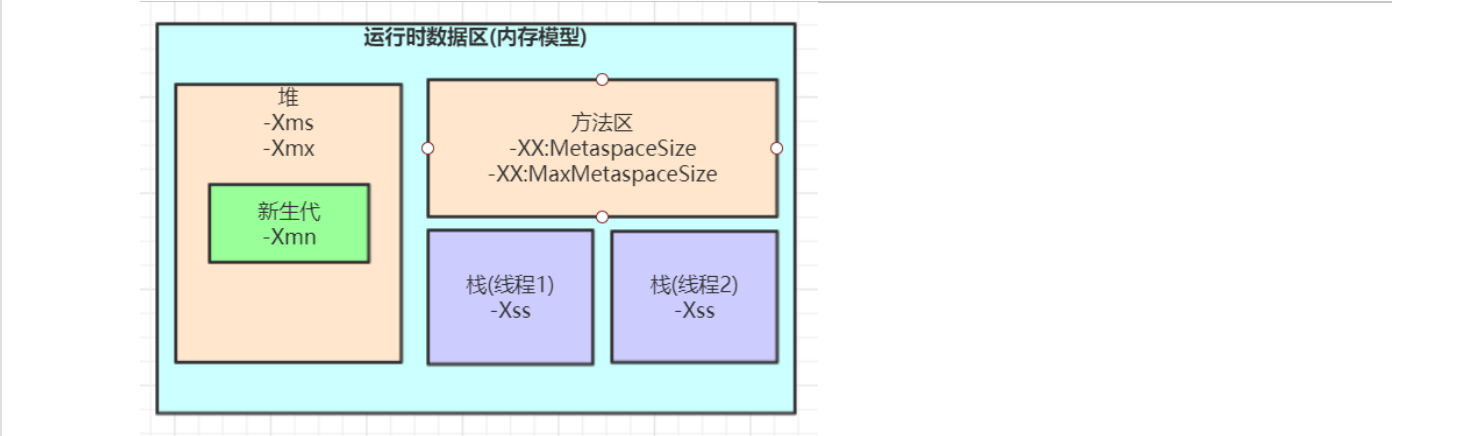 运行时数据区(内存模型)
堆
-Xms
-Xmx
新生代
-Xmn
方法区
-XX:MetaspaceSize
-XX:MaxMetaspaceSize
栈(线程1)
-Xss
栈(线程2)
-Xss